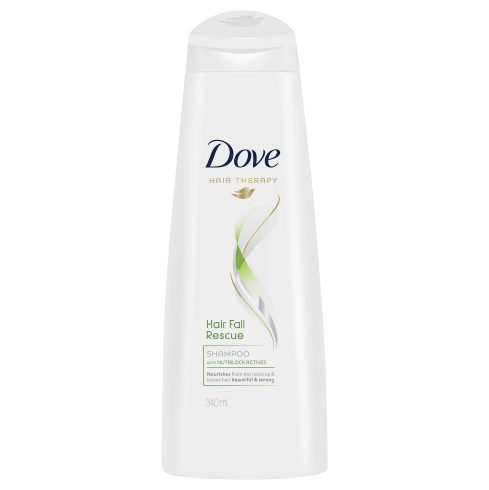 Dove
HAIR THERAPY
Hair Fall
Rescue
SHAMPOO
with NUTRILOCK ACTIVES
Nourishes from the roots up &
leaves hair beautiful & strong
340ml